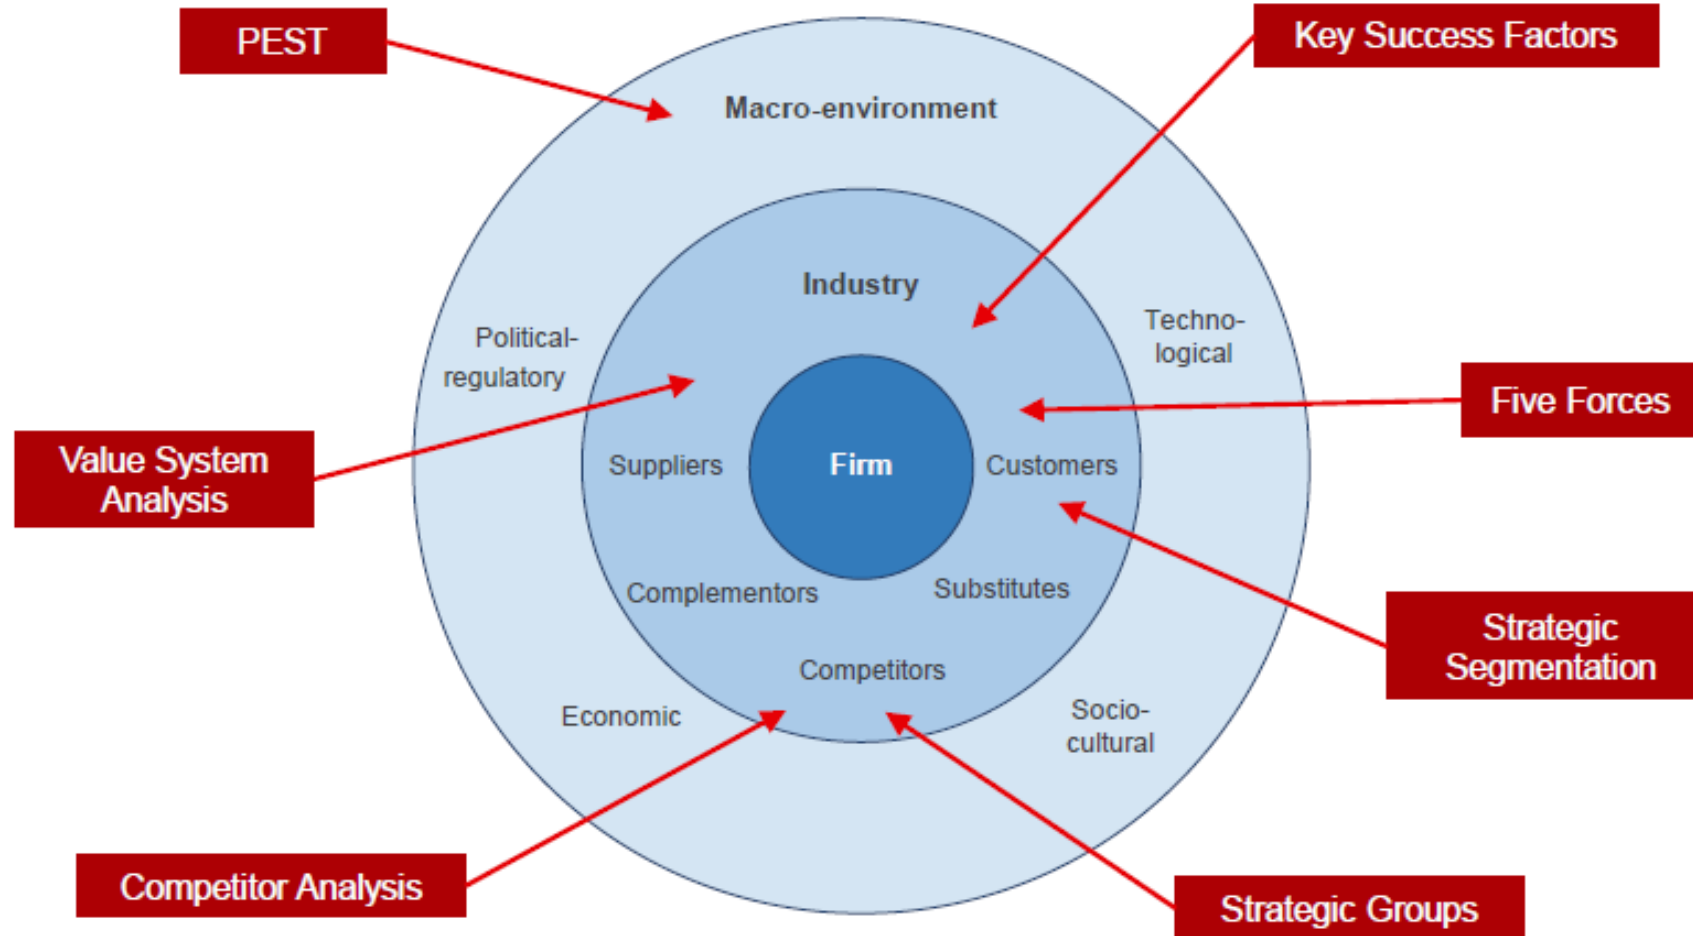 PEST
Key Success Factors
Macro-environment
Industry
Techno-
logical
Political-
regulatory
Five Forces
Value System
Analysis
Suppliers
Firm
Customers
Complementors
Substitutes
Strategic
Segmentation
Competitors
Economic
Socio-
cultural
Competitor Analysis
Strategic Groups